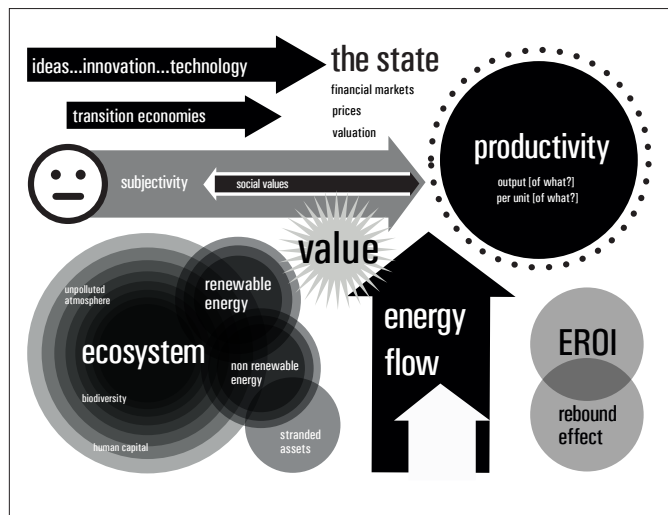 ideas...innovation...technology
the state
financial markets
prices
valuation
transition economies
productivity
output [of what?]
per unit [of what?]
subjectivity
social values
value
unpolluted
atmosphere
renewable
energy
ecosystem
non renewable
energy
biodiversity
human capital
stranded
assets
energy
flow
EROI
rebound
effect